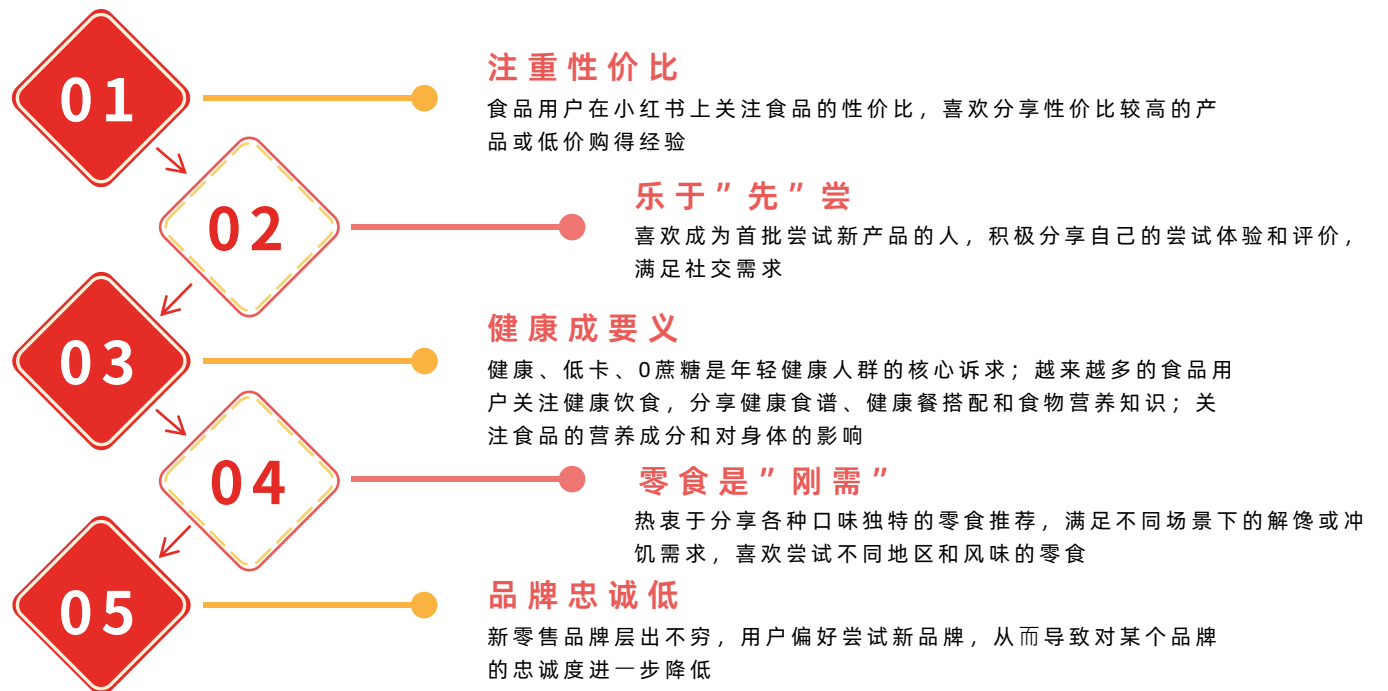 01
注重性价比
食品用户在小红书上关注食品的性价比，喜欢分享性价比较高的产
品或低价购得经验
02
乐于”先”尝
喜欢成为首批尝试新产品的人，积极分享自己的尝试体验和评价，
满足社交需求
03
健康成要义
健康、低卡、0蔗糖是年轻健康人群的核心诉求；越来越多的食品用
户关注健康饮食，分享健康食谱、健康餐搭配和食物营养知识；关
注食品的营养成分和对身体的影响
04
零食是”刚需”
热衷于分享各种口味独特的零食推荐，满足不同场景下的解馋或冲
饥需求，喜欢尝试不同地区和风味的零食
05
品牌忠诚低
新零售品牌层出不穷，用户偏好尝试新品牌，从而导致对某个品牌
的忠诚度进一步降低